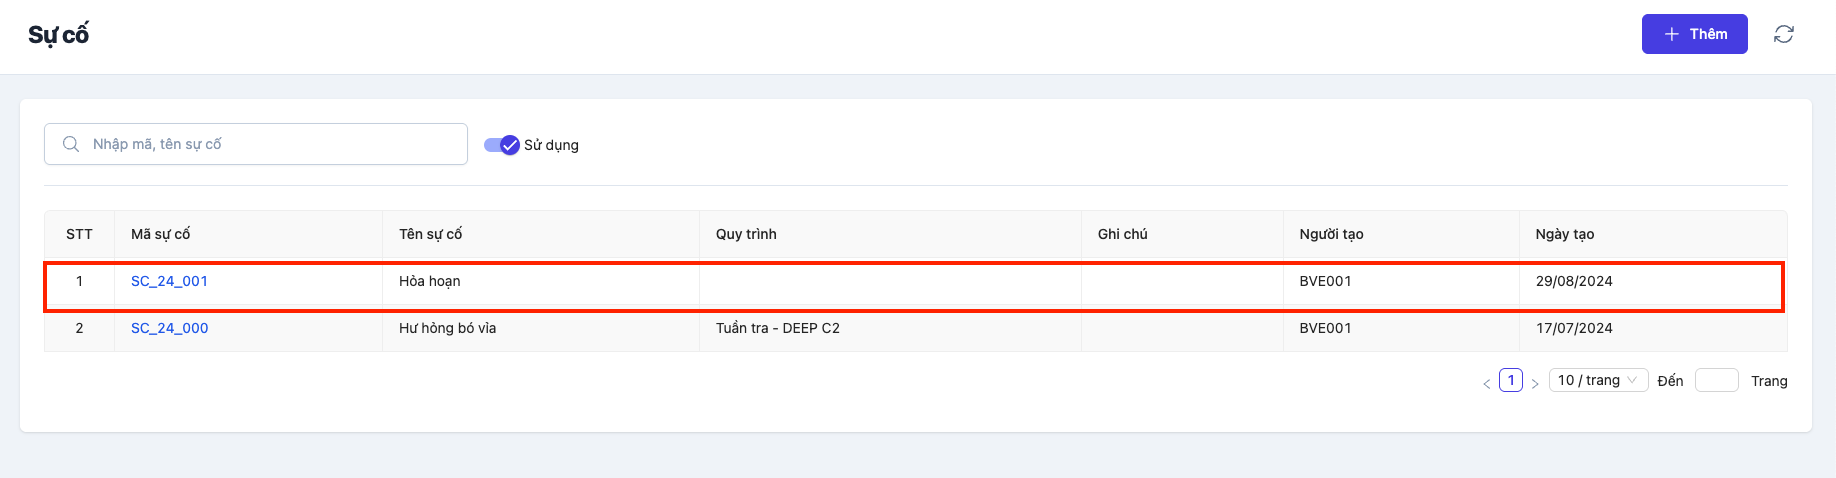 Sự cố
Thêm
Nhập mã, tên sự cố
Sử dụng
STT Mã sự cố Tên sự cố Quy trình Ghi chú Người tạo Ngày tạo
1 SC_24_001 Hỏa hoạn BVE001 29/08/2024
2 SC_24_000 Hư hỏng bó vỉa Tuần tra - DEEP C2 BVE001 17/07/2024
1 10 / trang Đến Trang